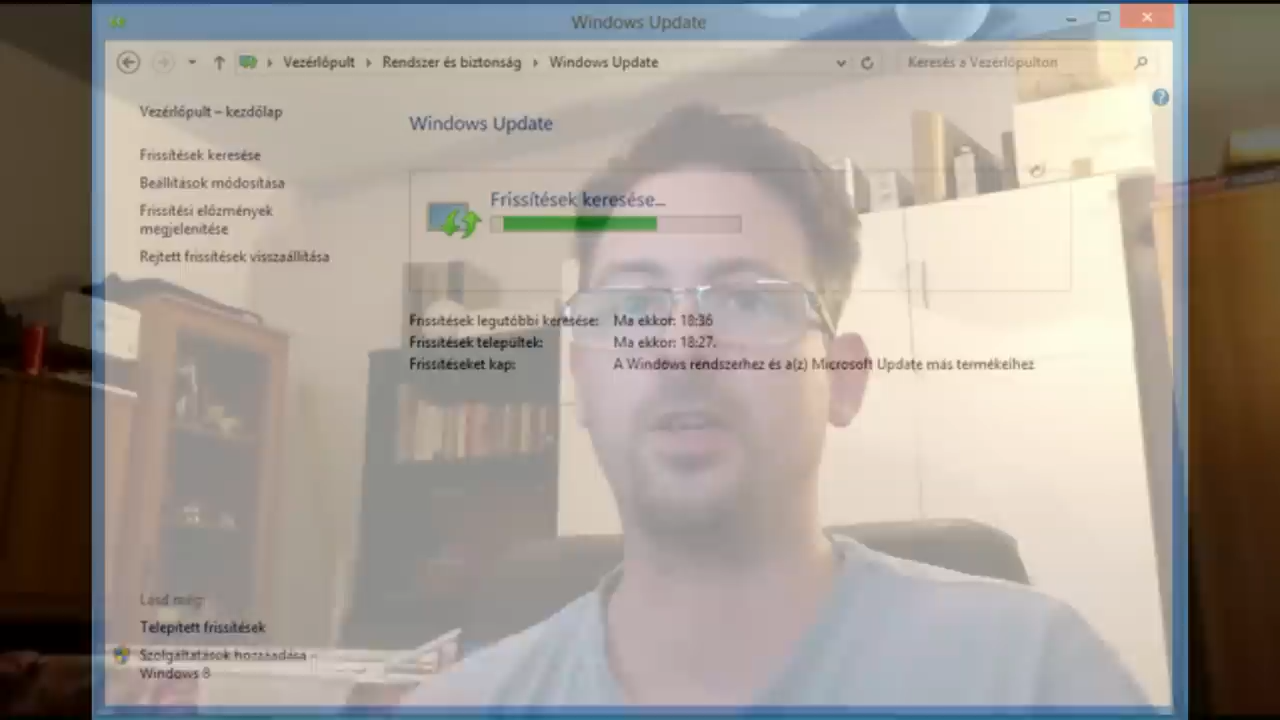 Windows Update
Vezérlőpult
Rendszer és biztonság
Windows Update
Keresés a Vezérlőpulton
Vezérlőpult – kezdőlap
Frissítések keresése
Beállítások módosítása
Frissítési előzmények
megjelenítése
Rejtett frissítések visszaállítása
Windows Update
Frissítések keresése...
Frissítések legutóbbi keresése: Ma ekkor: 18:36
Frissítések települtek: Ma ekkor: 18:27.
Frissítéseket kap: A Windows rendszerhez és a(z) Microsoft Update más termékeihez
Lásd még:
Telepített frissítések
Szolgáltatások hozzáadása –
Windows 8